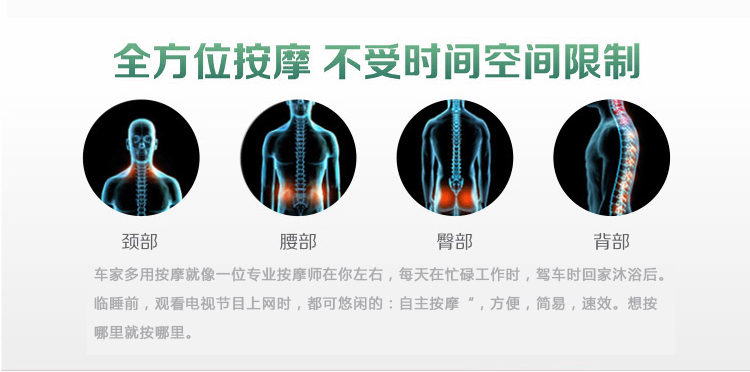 全方位按摩 不受时间空间限制
颈部 腰部 臀部 背部
车家多用按摩就像一位专业按摩师在你左右，每天在忙碌工作时，驾车时回家沐浴后。
临睡前，观看电视节目上网时，都可悠闲的：自主按摩“，方便，简易，速效。想按
哪里就按哪里。